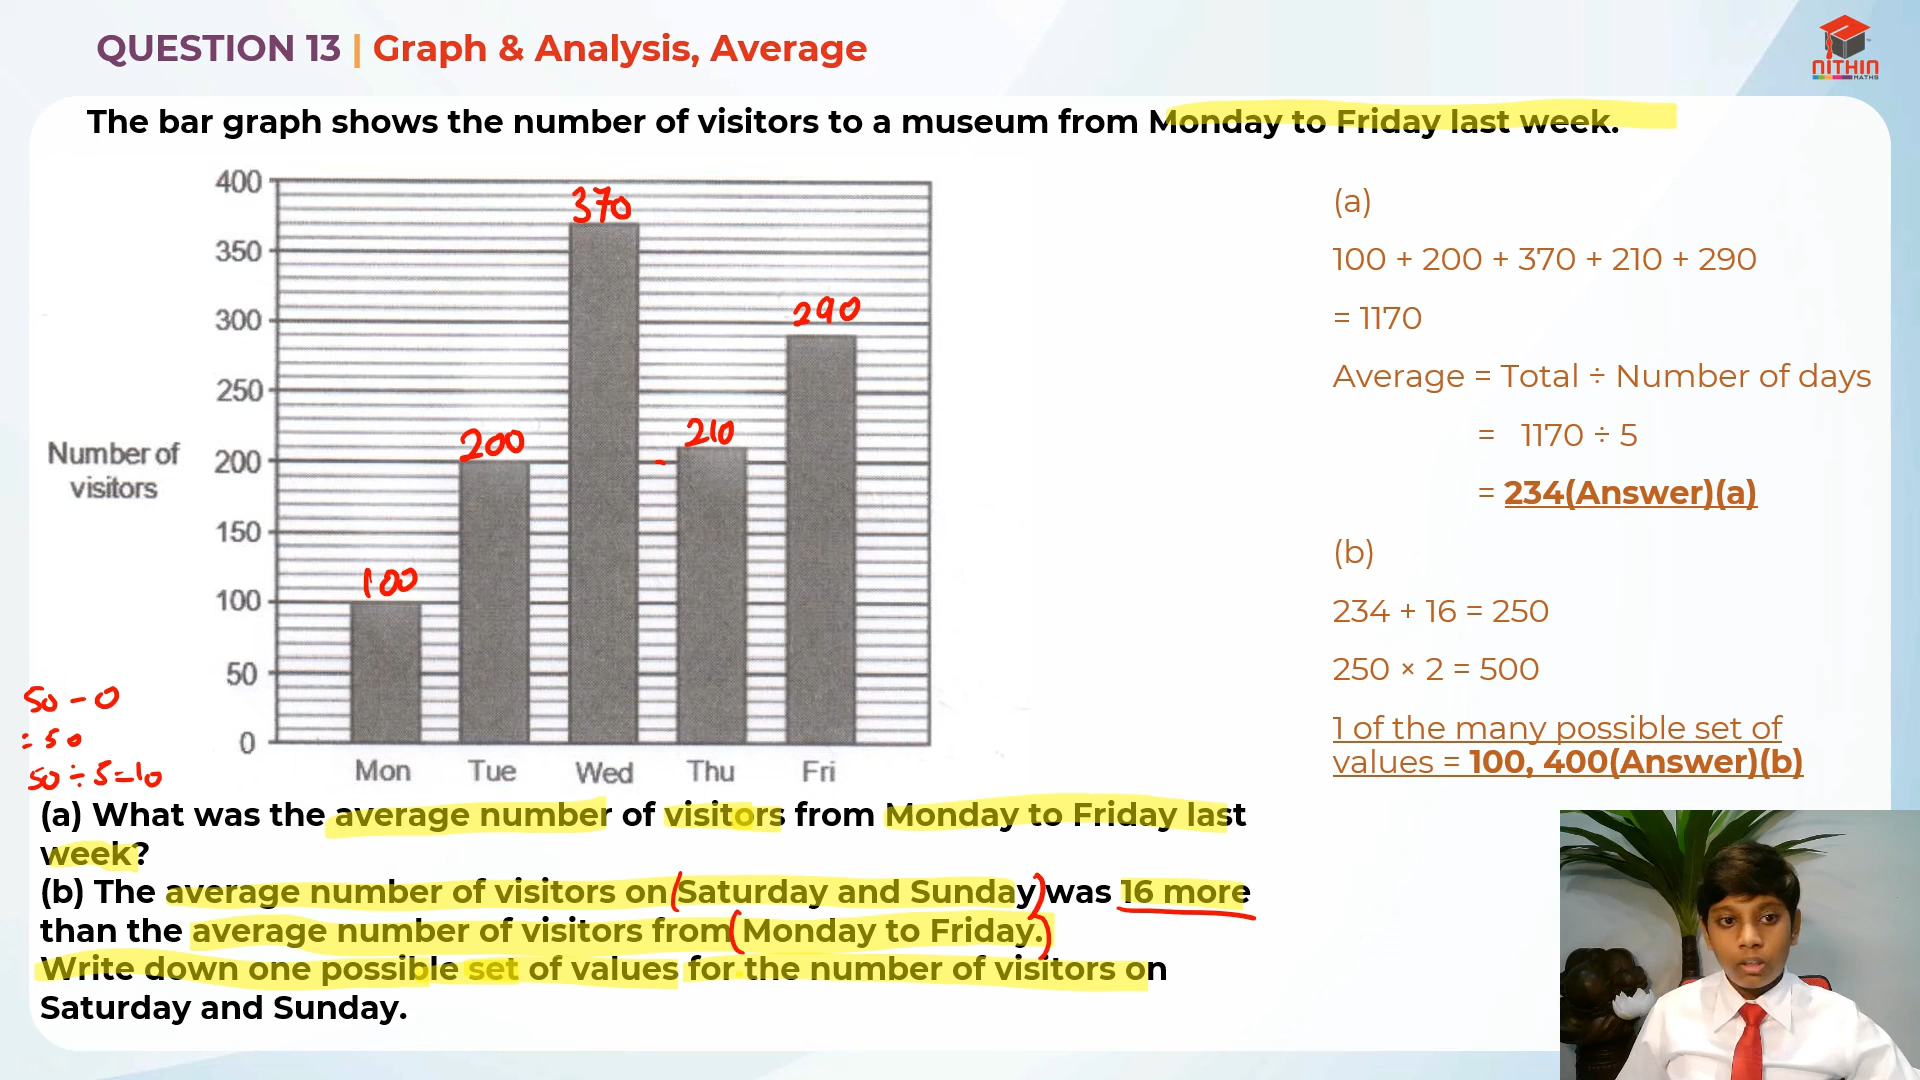 QUESTION 13 | Graph & Analysis, Average
NITHIN
MATHS
The bar graph shows the number of visitors to a museum from Monday to Friday last week.
400
350
300
250
200
150
100
50
0
Number of
visitors
100
200
370
210
290
Mon Tue Wed Thu Fri
50 - 0
= 50
50 ÷ 5 = 10
(a) What was the average number of visitors from Monday to Friday last
week?
(b) The average number of visitors on (Saturday and Sunday) was 16 more
than the average number of visitors from (Monday to Friday.)
Write down one possible set of values for the number of visitors on
Saturday and Sunday.
(a)
100 + 200 + 370 + 210 + 290
= 1170
Average = Total ÷ Number of days
= 1170 ÷ 5
= 234(Answer)(a)
(b)
234 + 16 = 250
250 × 2 = 500
1 of the many possible set of
values = 100, 400(Answer)(b)